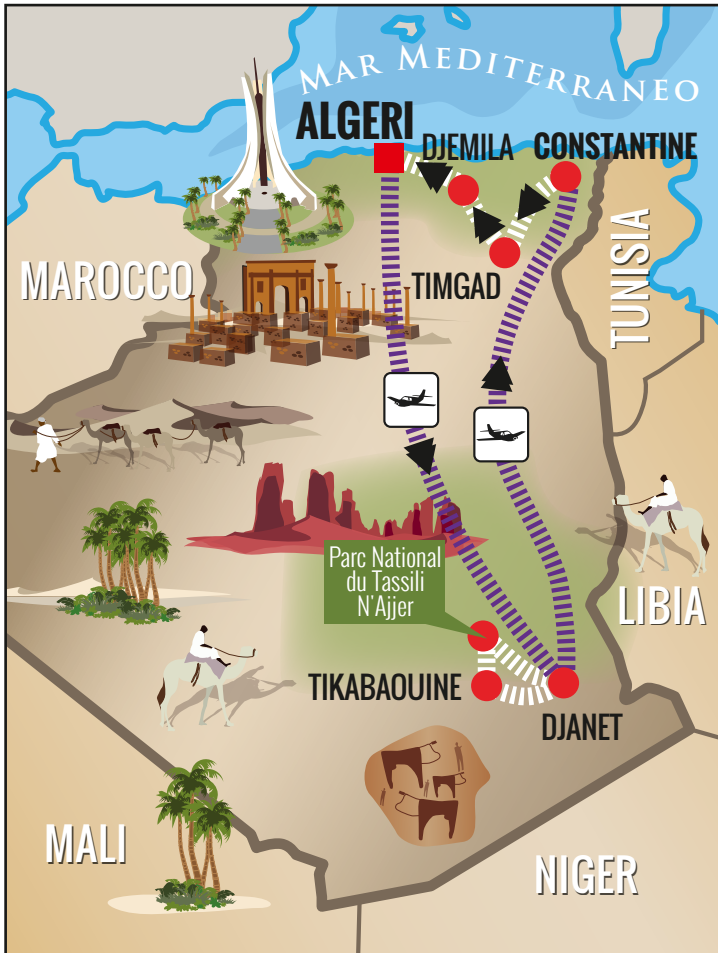 MAR MEDITERRANEO
ALGERI
DJEMILA
CONSTANTINE
TUNISIA
MAROCCO
TIMGAD
Parc National
du Tassili
N'Ajjer
LIBIA
TIKABAOUINE
DJANET
MALI
NIGER